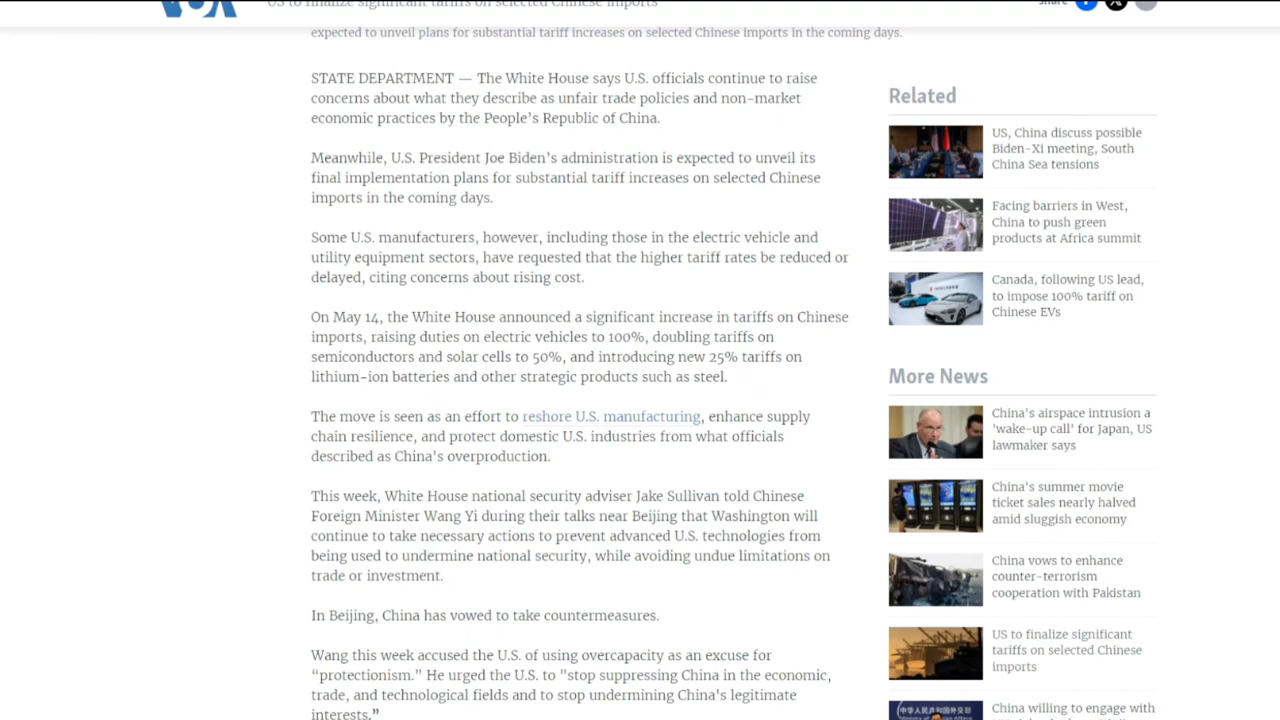 VOA
US to finalize significant tariffs on selected Chinese imports
share
expected to unveil plans for substantial tariff increases on selected Chinese imports in the coming days.
STATE DEPARTMENT — The White House says U.S. officials continue to raise
concerns about what they describe as unfair trade policies and non-market
economic practices by the People's Republic of China.
Meanwhile, U.S. President Joe Biden's administration is expected to unveil its
final implementation plans for substantial tariff increases on selected Chinese
imports in the coming days.
Some U.S. manufacturers, however, including those in the electric vehicle and
utility equipment sectors, have requested that the higher tariff rates be reduced or
delayed, citing concerns about rising cost.
On May 14, the White House announced a significant increase in tariffs on Chinese
imports, raising duties on electric vehicles to 100%, doubling tariffs on
semiconductors and solar cells to 50%, and introducing new 25% tariffs on
lithium-ion batteries and other strategic products such as steel.
The move is seen as an effort to reshore U.S. manufacturing, enhance supply
chain resilience, and protect domestic U.S. industries from what officials
described as China's overproduction.
This week, White House national security adviser Jake Sullivan told Chinese
Foreign Minister Wang Yi during their talks near Beijing that Washington will
continue to take necessary actions to prevent advanced U.S. technologies from
being used to undermine national security, while avoiding undue limitations on
trade or investment.
In Beijing, China has vowed to take countermeasures.
Wang this week accused the U.S. of using overcapacity as an excuse for
“protectionism." He urged the U.S. to "stop suppressing China in the economic,
trade, and technological fields and to stop undermining China's legitimate
interests.”
Related
US, China discuss possible
Biden-Xi meeting, South
China Sea tensions
Facing barriers in West,
China to push green
products at Africa summit
Canada, following US lead,
to impose 100% tariff on
Chinese EVs
More News
China's airspace intrusion a
'wake-up call' for Japan, US
lawmaker says
China's summer movie
ticket sales nearly halved
amid sluggish economy
China vows to enhance
counter-terrorism
cooperation with Pakistan
US to finalize significant
tariffs on selected Chinese
imports
中华人民共和国外交部
China willing to engage with